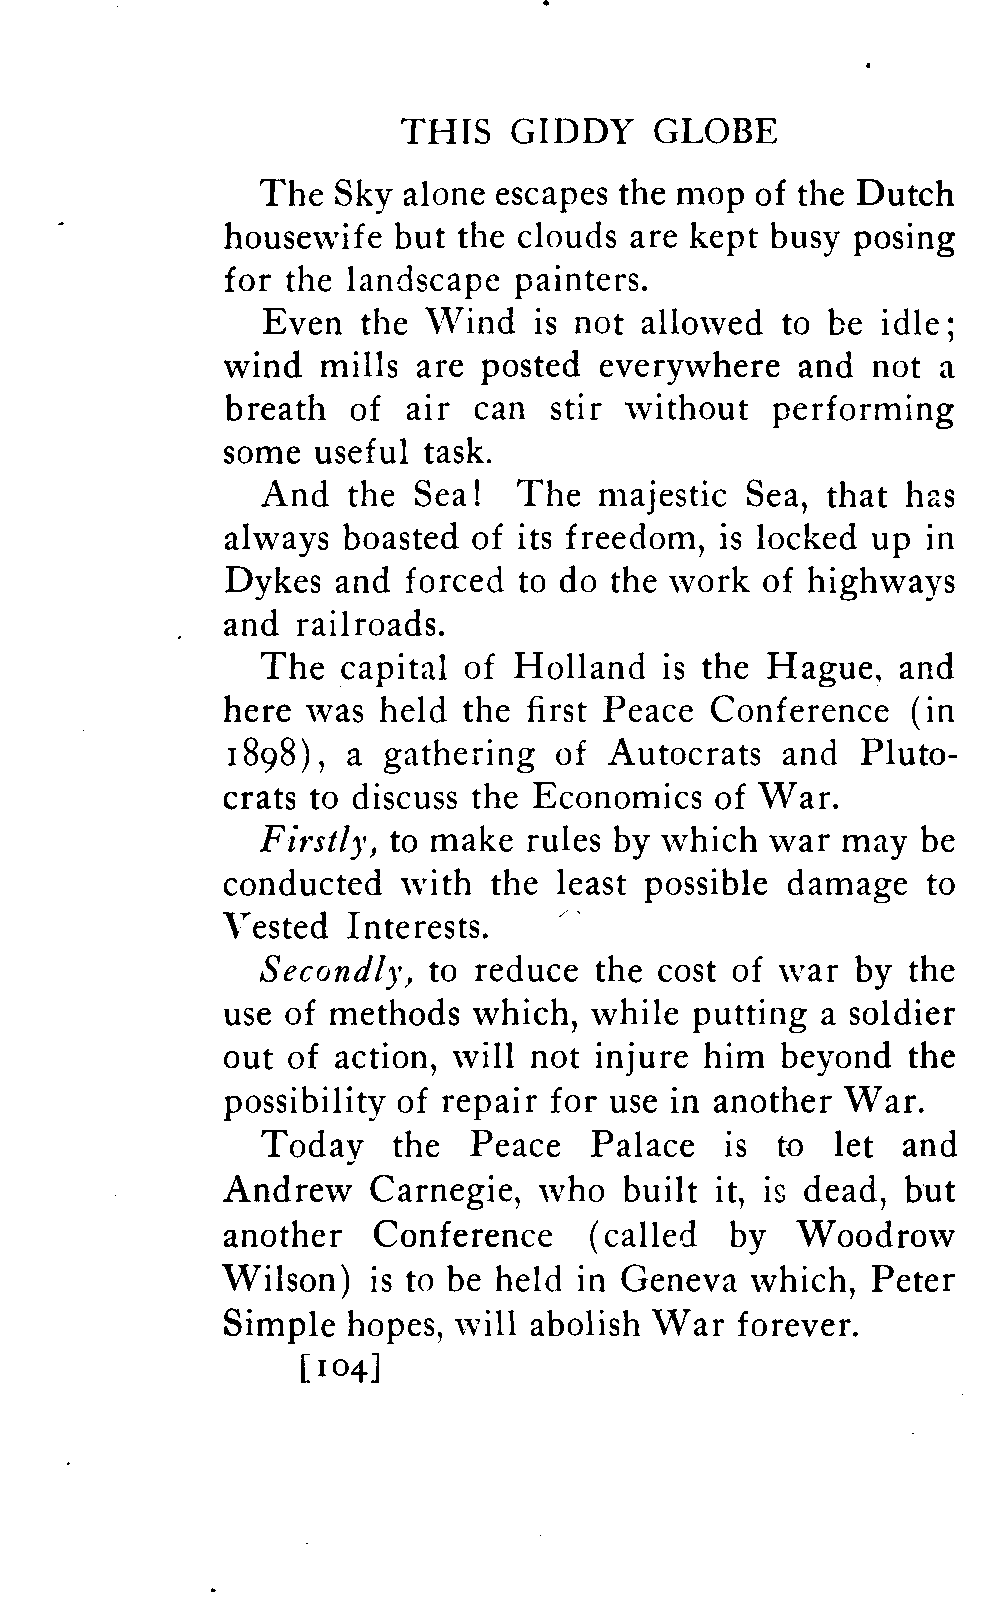 THIS GIDDY GLOBE
The Sky alone escapes the mop of the Dutch
housewife but the clouds are kept busy posing
for the landscape painters.
Even the Wind is not allowed to be idle;
wind mills are posted everywhere and not a
breath of air can stir without performing
some useful task.
And the Sea! The majestic Sea, that has
always boasted of its freedom, is locked up in
Dykes and forced to do the work of highways
and railroads.
The capital of Holland is the Hague, and
here was held the first Peace Conference (in
1898), a gathering of Autocrats and Pluto-
crats to discuss the Economics of War.
Firstly, to make rules by which war may be
conducted with the least possible damage to
Vested Interests.
Secondly, to reduce the cost of war by the
use of methods which, while putting a soldier
out of action, will not injure him beyond the
possibility of repair for use in another War.
Today the Peace Palace is to let and
Andrew Carnegie, who built it, is dead, but
another Conference (called by Woodrow
Wilson) is to be held in Geneva which, Peter
Simple hopes, will abolish War forever.
[104]